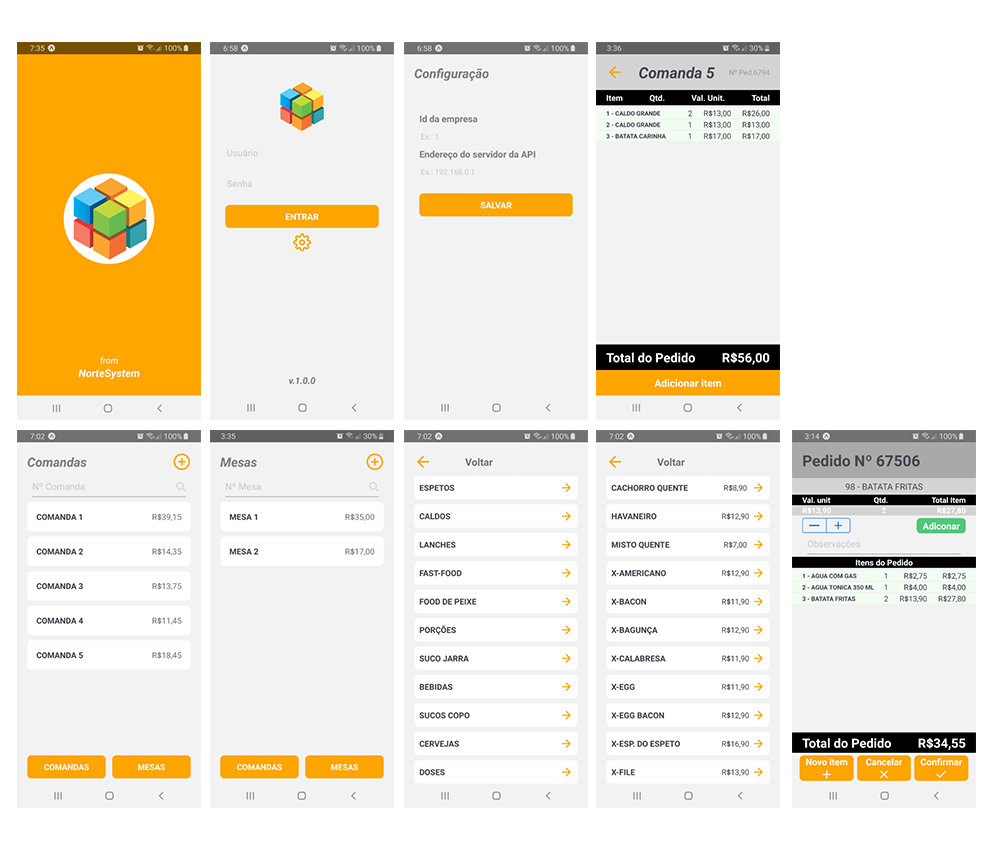 7:35 100%
from
NorteSystem
6:58 100%
Usuário
Senha
ENTRAR
v.1.0.0
6:58 100%
Configuração
Id da empresa
Ex.: 1
Endereço do servidor da API
Ex.: 192.168.0.1
SALVAR
3:36 30%
Comanda 5 Nº Ped:6794
Item Qtd. Val. Unit. Total
1 - CALDO GRANDE 2 R$13,00 R$26,00
2 - CALDO GRANDE 1 R$13,00 R$13,00
3 - BATATA CARINHA 1 R$17,00 R$17,00
Total do Pedido R$56,00
Adicionar item
7:02 100%
Comandas
Nº Comanda
COMANDA 1 R$39,15
COMANDA 2 R$14,35
COMANDA 3 R$13,75
COMANDA 4 R$11,45
COMANDA 5 R$18,45
COMANDAS MESAS
3:35 30%
Mesas
Nº Mesa
MESA 1 R$35,00
MESA 2 R$17,00
COMANDAS MESAS
7:02 100%
Voltar
ESPETOS
CALDOS
LANCHES
FAST-FOOD
FOOD DE PEIXE
PORÇÕES
SUCO JARRA
BEBIDAS
SUCOS COPO
CERVEJAS
DOSES
7:02 100%
Voltar
CACHORRO QUENTE R$8,90
HAVANEIRO R$12,90
MISTO QUENTE R$7,00
X-AMERICANO R$12,90
X-BACON R$11,90
X-BAGUNÇA R$12,90
X-CALABRESA R$11,90
X-EGG R$11,90
X-EGG BACON R$12,90
X-ESP. DO ESPETO R$16,90
X-FILE R$13,90
3:14 100%
Pedido Nº 67506
98 - BATATA FRITAS
Val. unit Qtd. Total Item
R$13,90 2 R$27,80
Adiconar
Observações
Itens do Pedido
1 - AGUA COM GAS 1 R$2,75 R$2,75
2 - AGUA TONICA 350 ML 1 R$4,00 R$4,00
3 - BATATA FRITAS 2 R$13,90 R$27,80
Total do Pedido R$34,55
Novo item Cancelar Confirmar